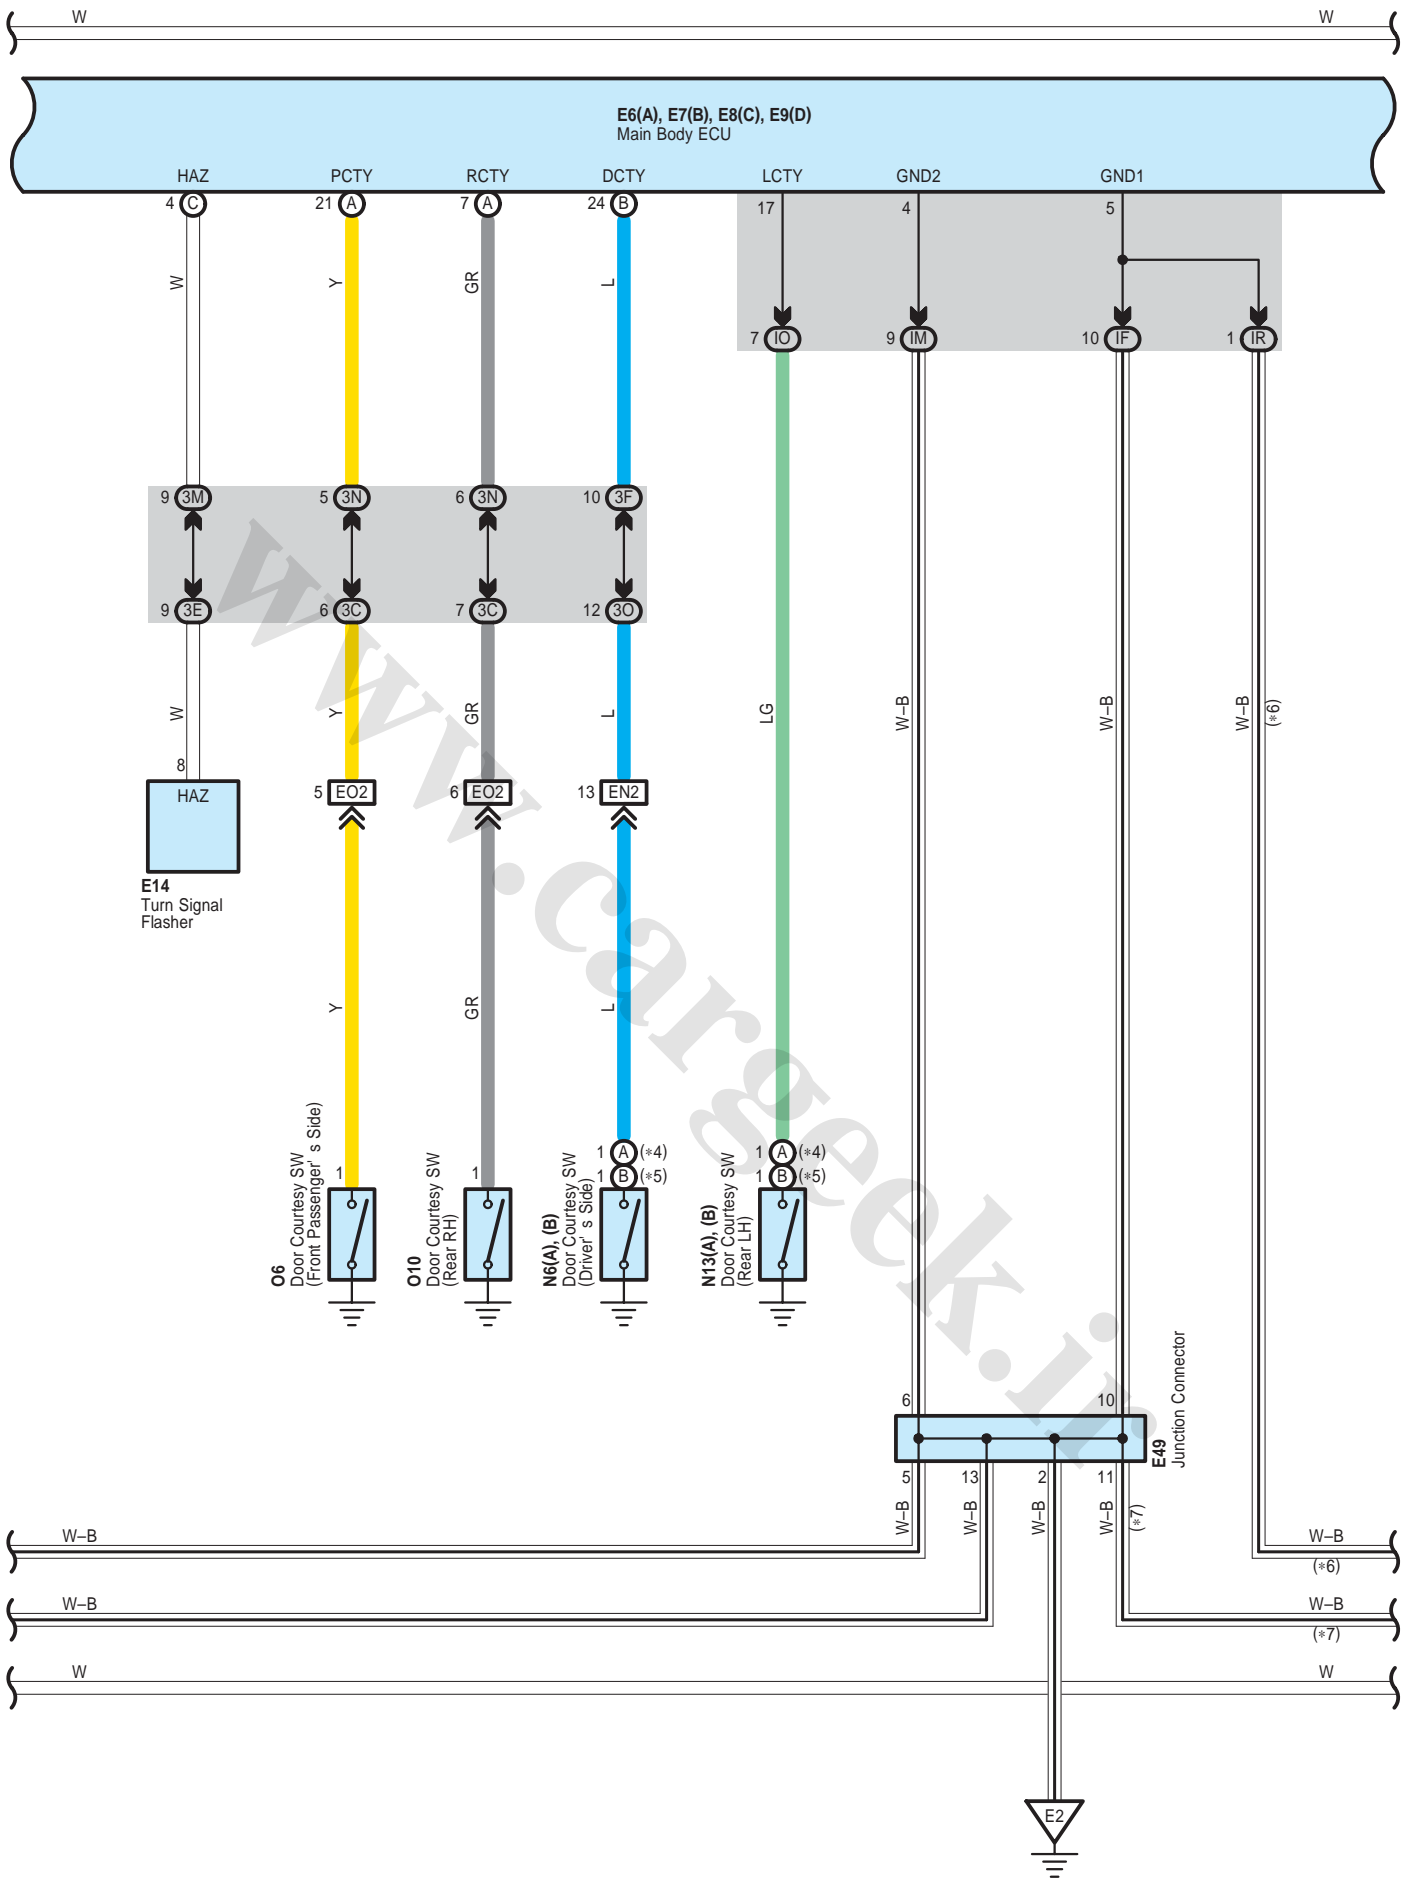 W W
E6(A), E7(B), E8(C), E9(D)
Main Body ECU
HAZ PCTY RCTY DCTY LCTY GND2 GND1
4 C 21 A 7 A 24 B 17 4 5
W Y GR L
7 IO 9 IM 10 IF 1 IR
9 3M 5 3N 6 3N 10 3F
9 3E 6 3C 7 3C 12 3O
W Y GR L LG W–B W–B W–B (*6)
8
HAZ 5 EO2 6 EO2 13 EN2
E14
Turn Signal
Flasher
Y GR L
1 A (*4) 1 A (*4)
1 1 1 B (*5) 1 B (*5)
O6
Door Courtesy SW
(Front Passenger' s Side)
O10
Door Courtesy SW
(Rear RH)
N6(A), (B)
Door Courtesy SW
(Driver' s Side)
N13(A), (B)
Door Courtesy SW
(Rear LH)
6 10
E49
Junction Connector
5 13 2 11
W–B W–B W–B W–B (*7)
W–B W–B
(*6)
W–B W–B
(*7)
W W
E2
www.cargeek.ir